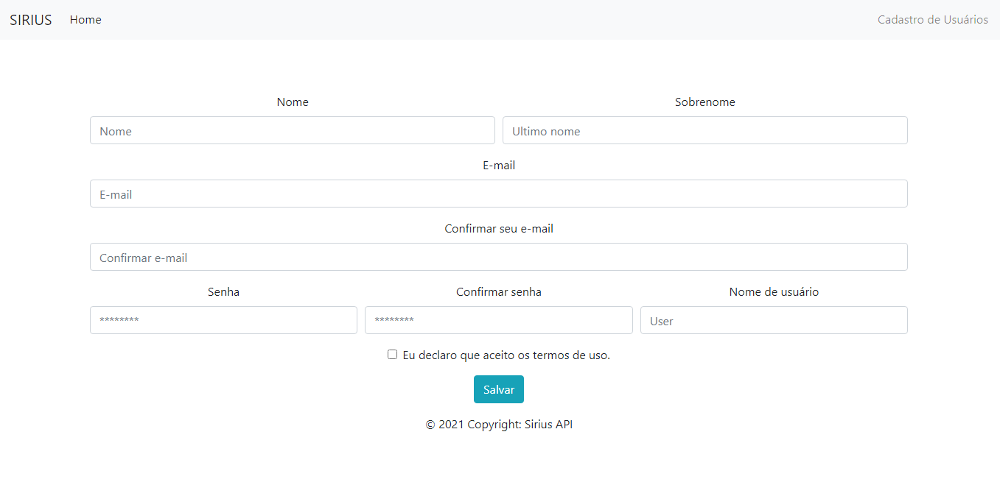 SIRIUS Home Cadastro de Usuários
Nome Sobrenome
Nome Ultimo nome
E-mail
E-mail
Confirmar seu e-mail
Confirmar e-mail
Senha Confirmar senha Nome de usuário
******** ******** User
Eu declaro que aceito os termos de uso.
Salvar
© 2021 Copyright: Sirius API